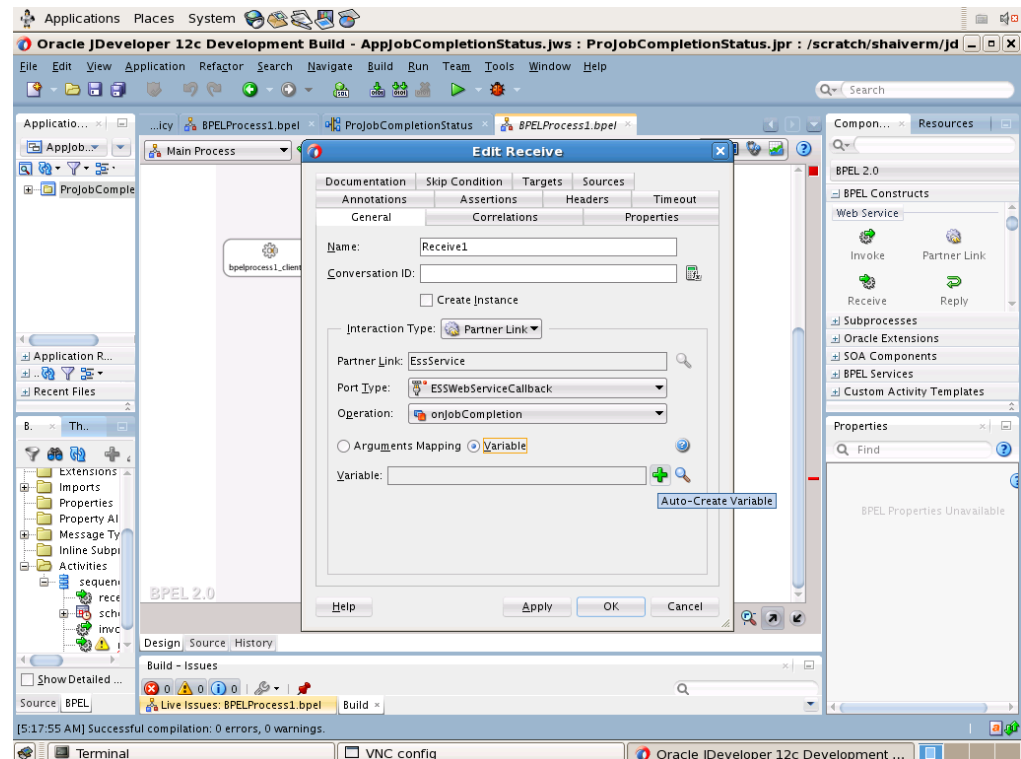 Applications Places System
Oracle JDeveloper 12c Development Build - AppJobCompletionStatus.jws : ProJobCompletionStatus.jpr : /scratch/shaiverm/jd
File Edit View Application Refactor Search Navigate Build Run Team Tools Window Help
Search
Applicatio...
...icy BPELProcess1.bpel ProJobCompletionStatus BPELProcess1.bpel
Compon... Resources
AppJob...
Main Process
Edit Receive
BPEL 2.0
ProJobComple
Documentation Skip Condition Targets Sources
Annotations Assertions Headers Timeout
General Correlations Properties
BPEL Constructs
Web Service
Name: Receive1
Conversation ID:
Create Instance
bpelprocess1_client
Invoke Partner Link
Receive Reply
Interaction Type: Partner Link
Partner Link: EssService
Port Type: ESSWebServiceCallback
Operation: onJobCompletion
Arguments Mapping Variable
Variable:
Auto-Create Variable
Subprocesses
Oracle Extensions
SOA Components
BPEL Services
Custom Activity Templates
Application R...
..
Recent Files
B. Th..
Properties
Find
BPEL Properties Unavailable
Extensions
Imports
Properties
Property Al
Message Ty
Inline Subpr
Activities
sequen
rece
sch
invc
BPEL 2.0
Help Apply OK Cancel
Design Source History
Build - Issues
Show Detailed ...
0 0 0
Source BPEL
Live Issues: BPELProcess1.bpel Build
[5:17:55 AM] Successful compilation: 0 errors, 0 warnings.
Terminal VNC config Oracle JDeveloper 12c Development ...